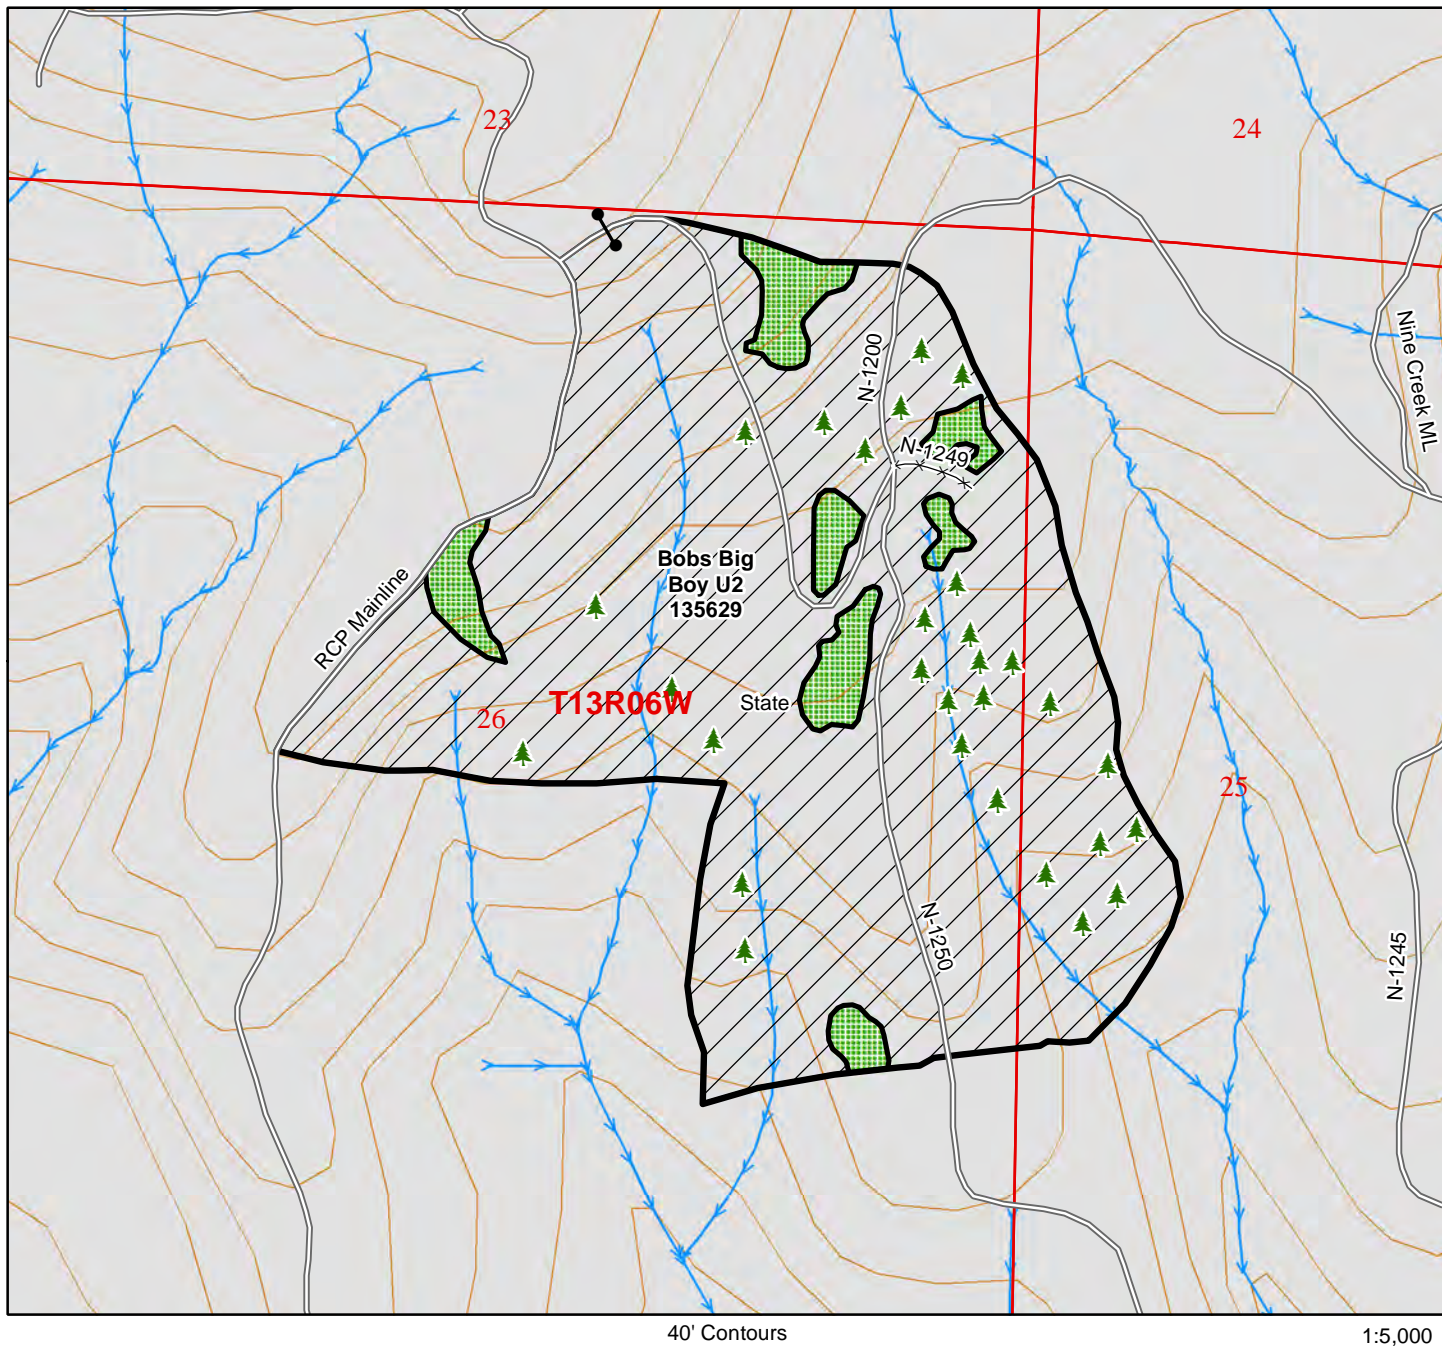 23
24
Nine Creek ML
N-1200
N-1249
Bobs Big
Boy U2
135629
RCP Mainline
T13R06W
State
26
25
N-1250
N-1245
40' Contours
1:5,000